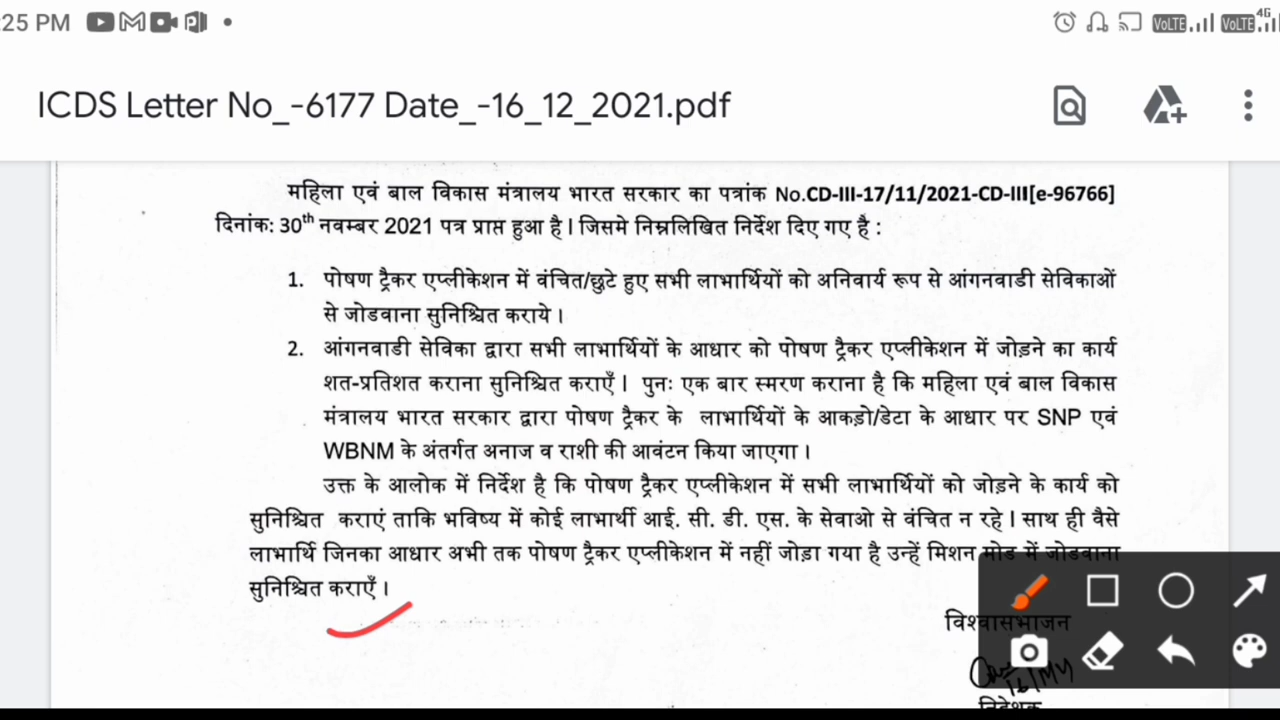 :25 PM
4G
VoLTE VoLTE
ICDS Letter No_-6177 Date_-16_12_2021.pdf
महिला एवं बाल विकास मंत्रालय भारत सरकार का पत्रांक No.CD-III-17/11/2021-CD-III[e-96766]
दिनांक: 30th नवम्बर 2021 पत्र प्राप्त हुआ है। जिसमे निम्नलिखित निर्देश दिए गए है :
1. पोषण ट्रैकर एप्लीकेशन में वंचित/छुटे हुए सभी लाभार्थियों को अनिवार्य रूप से आंगनवाडी सेविकाओं
से जोडवाना सुनिश्चित कराये।
2. आंगनवाडी सेविका द्वारा सभी लाभार्थियों के आधार को पोषण ट्रैकर एप्लीकेशन में जोड़ने का कार्य
शत-प्रतिशत कराना सुनिश्चित कराएँ। पुनः एक बार स्मरण कराना है कि महिला एवं बाल विकास
मंत्रालय भारत सरकार द्वारा पोषण ट्रैकर के लाभार्थियों के आकड़ो/डेटा के आधार पर SNP एवं
WBNM के अंतर्गत अनाज व राशी की आवंटन किया जाएगा।
उक्त के आलोक में निर्देश है कि पोषण ट्रैकर एप्लीकेशन में सभी लाभार्थियों को जोड़ने के कार्य को
सुनिश्चित कराएं ताकि भविष्य में कोई लाभार्थी आई. सी. डी. एस. के सेवाओ से वंचित न रहे। साथ ही वैसे
लाभार्थि जिनका आधार अभी तक पोषण ट्रैकर एप्लीकेशन में नहीं जोड़ा गया है उन्हें मिशन मोड में जोडवाना
सुनिश्चित कराएँ।
विश्वासभाजन
निदेशक